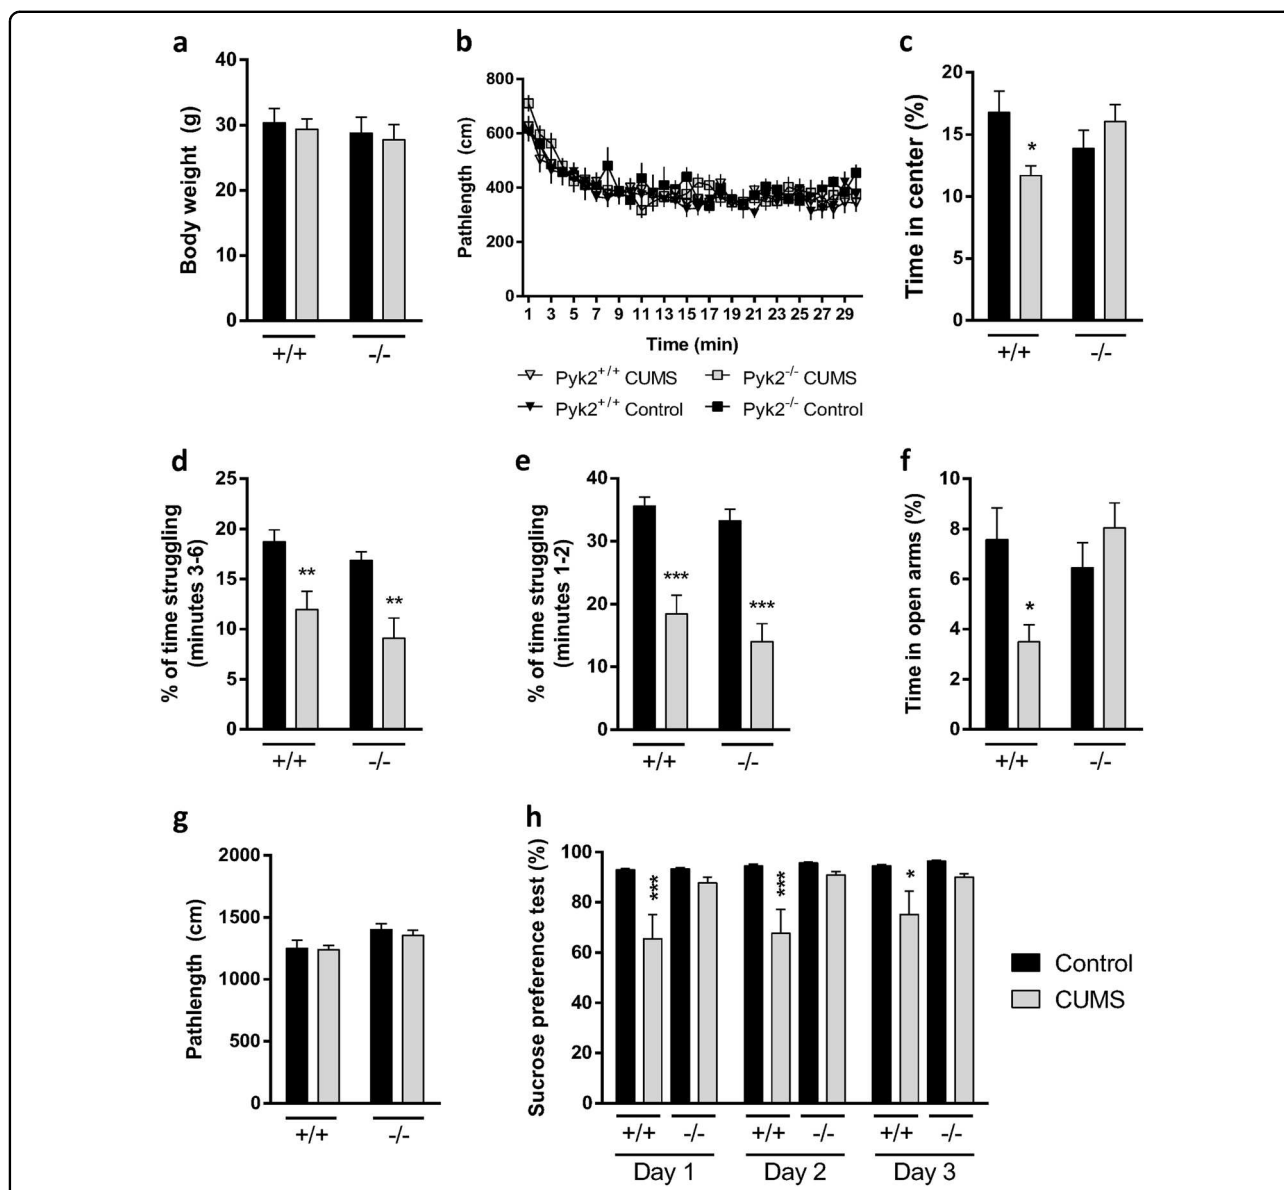 a
Body weight (g)
40
30
20
10
0
+/+
-/-
b
Pathlength (cm)
800
600
400
200
0
1 3 5 7 9 11 13 15 17 19 21 23 25 27 29
Time (min)
Pyk2+/+ CUMS
Pyk2-/- CUMS
Pyk2+/+ Control
Pyk2-/- Control
c
Time in center (%)
20
15
10
5
0
*
+/+
-/-
d
% of time struggling
(minutes 3-6)
25
20
15
10
5
0
**
**
+/+
-/-
e
% of time struggling
(minutes 1-2)
40
30
20
10
0
***
***
+/+
-/-
f
Time in open arms (%)
10
8
6
4
2
0
*
+/+
-/-
g
Pathlength (cm)
2000
1500
1000
500
0
+/+
-/-
h
Sucrose preference test (%)
100
80
60
40
20
0
***
***
*
+/+ -/- +/+ -/- +/+ -/-
Day 1 Day 2 Day 3
Control
CUMS